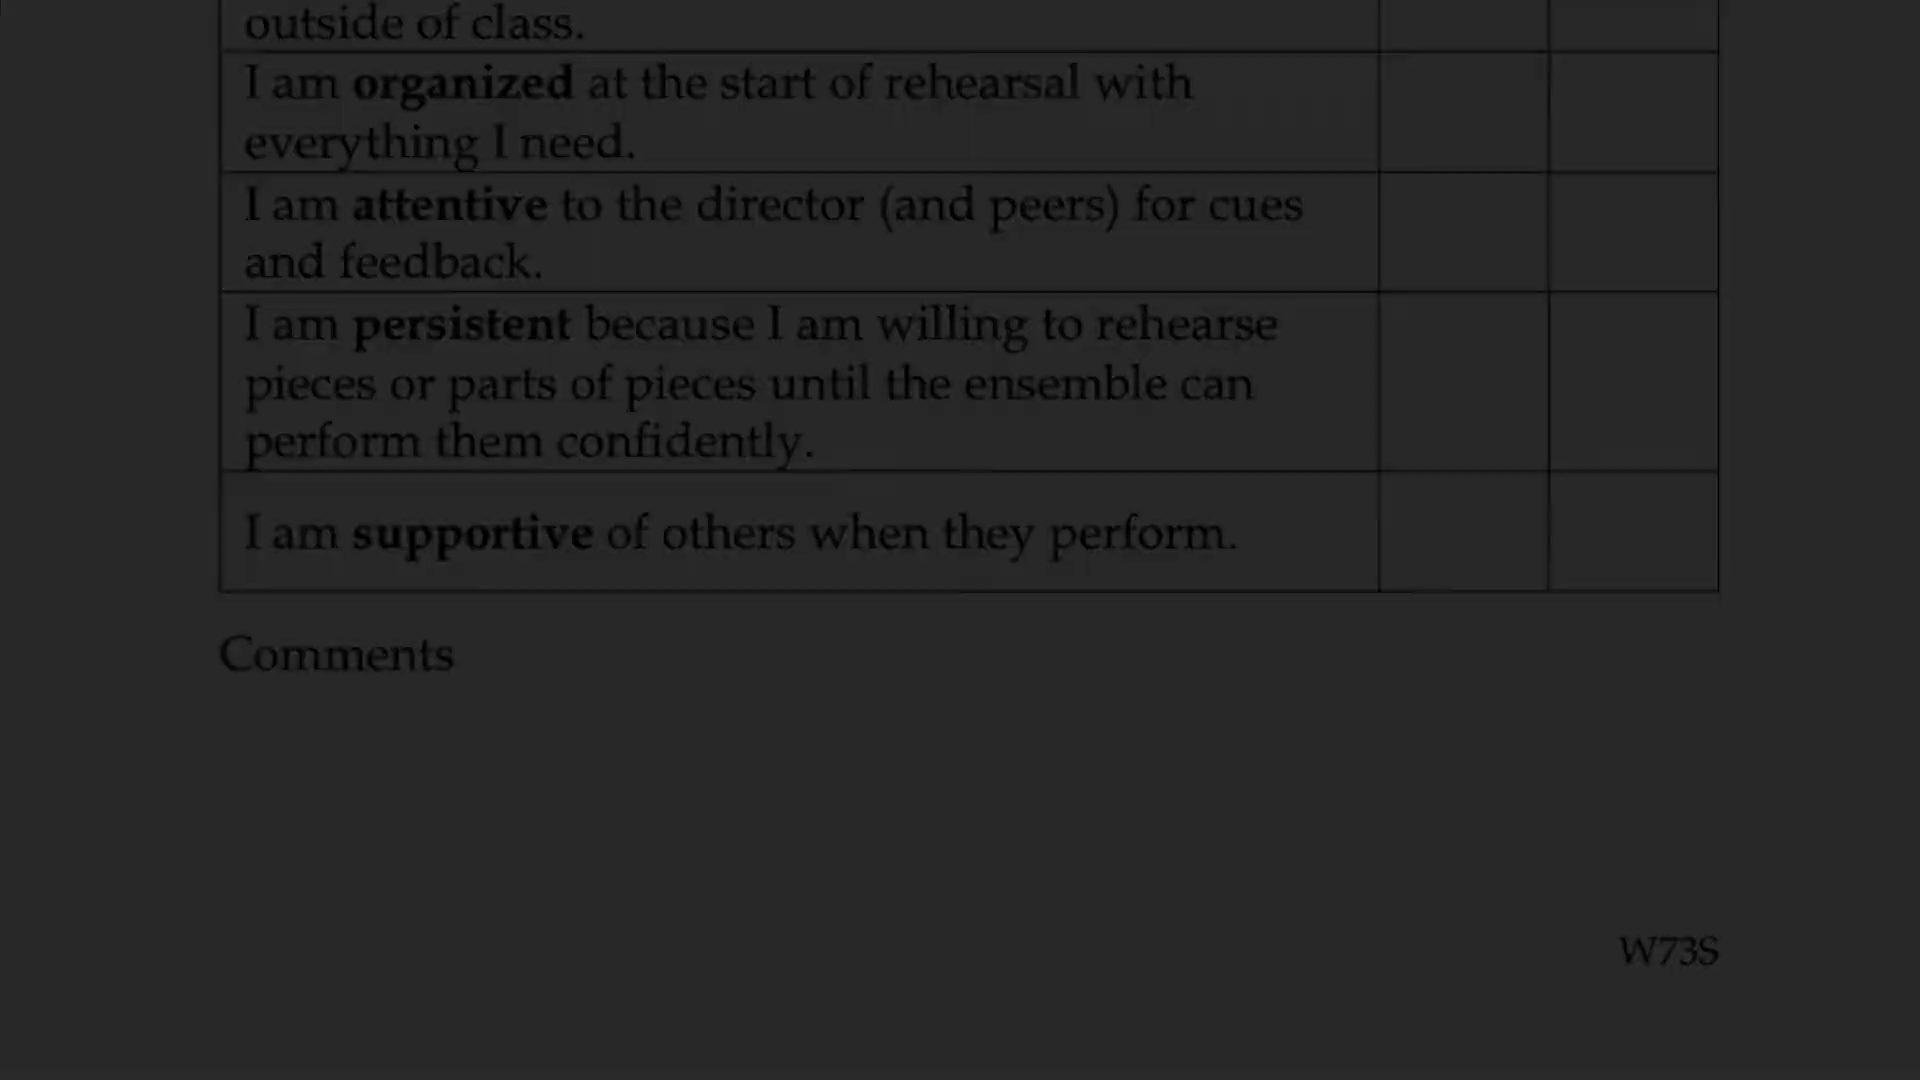 outside of class.
I am organized at the start of rehearsal with
everything I need.
I am attentive to the director (and peers) for cues
and feedback.
I am persistent because I am willing to rehearse
pieces or parts of pieces until the ensemble can
perform them confidently.
I am supportive of others when they perform.
Comments
W73S